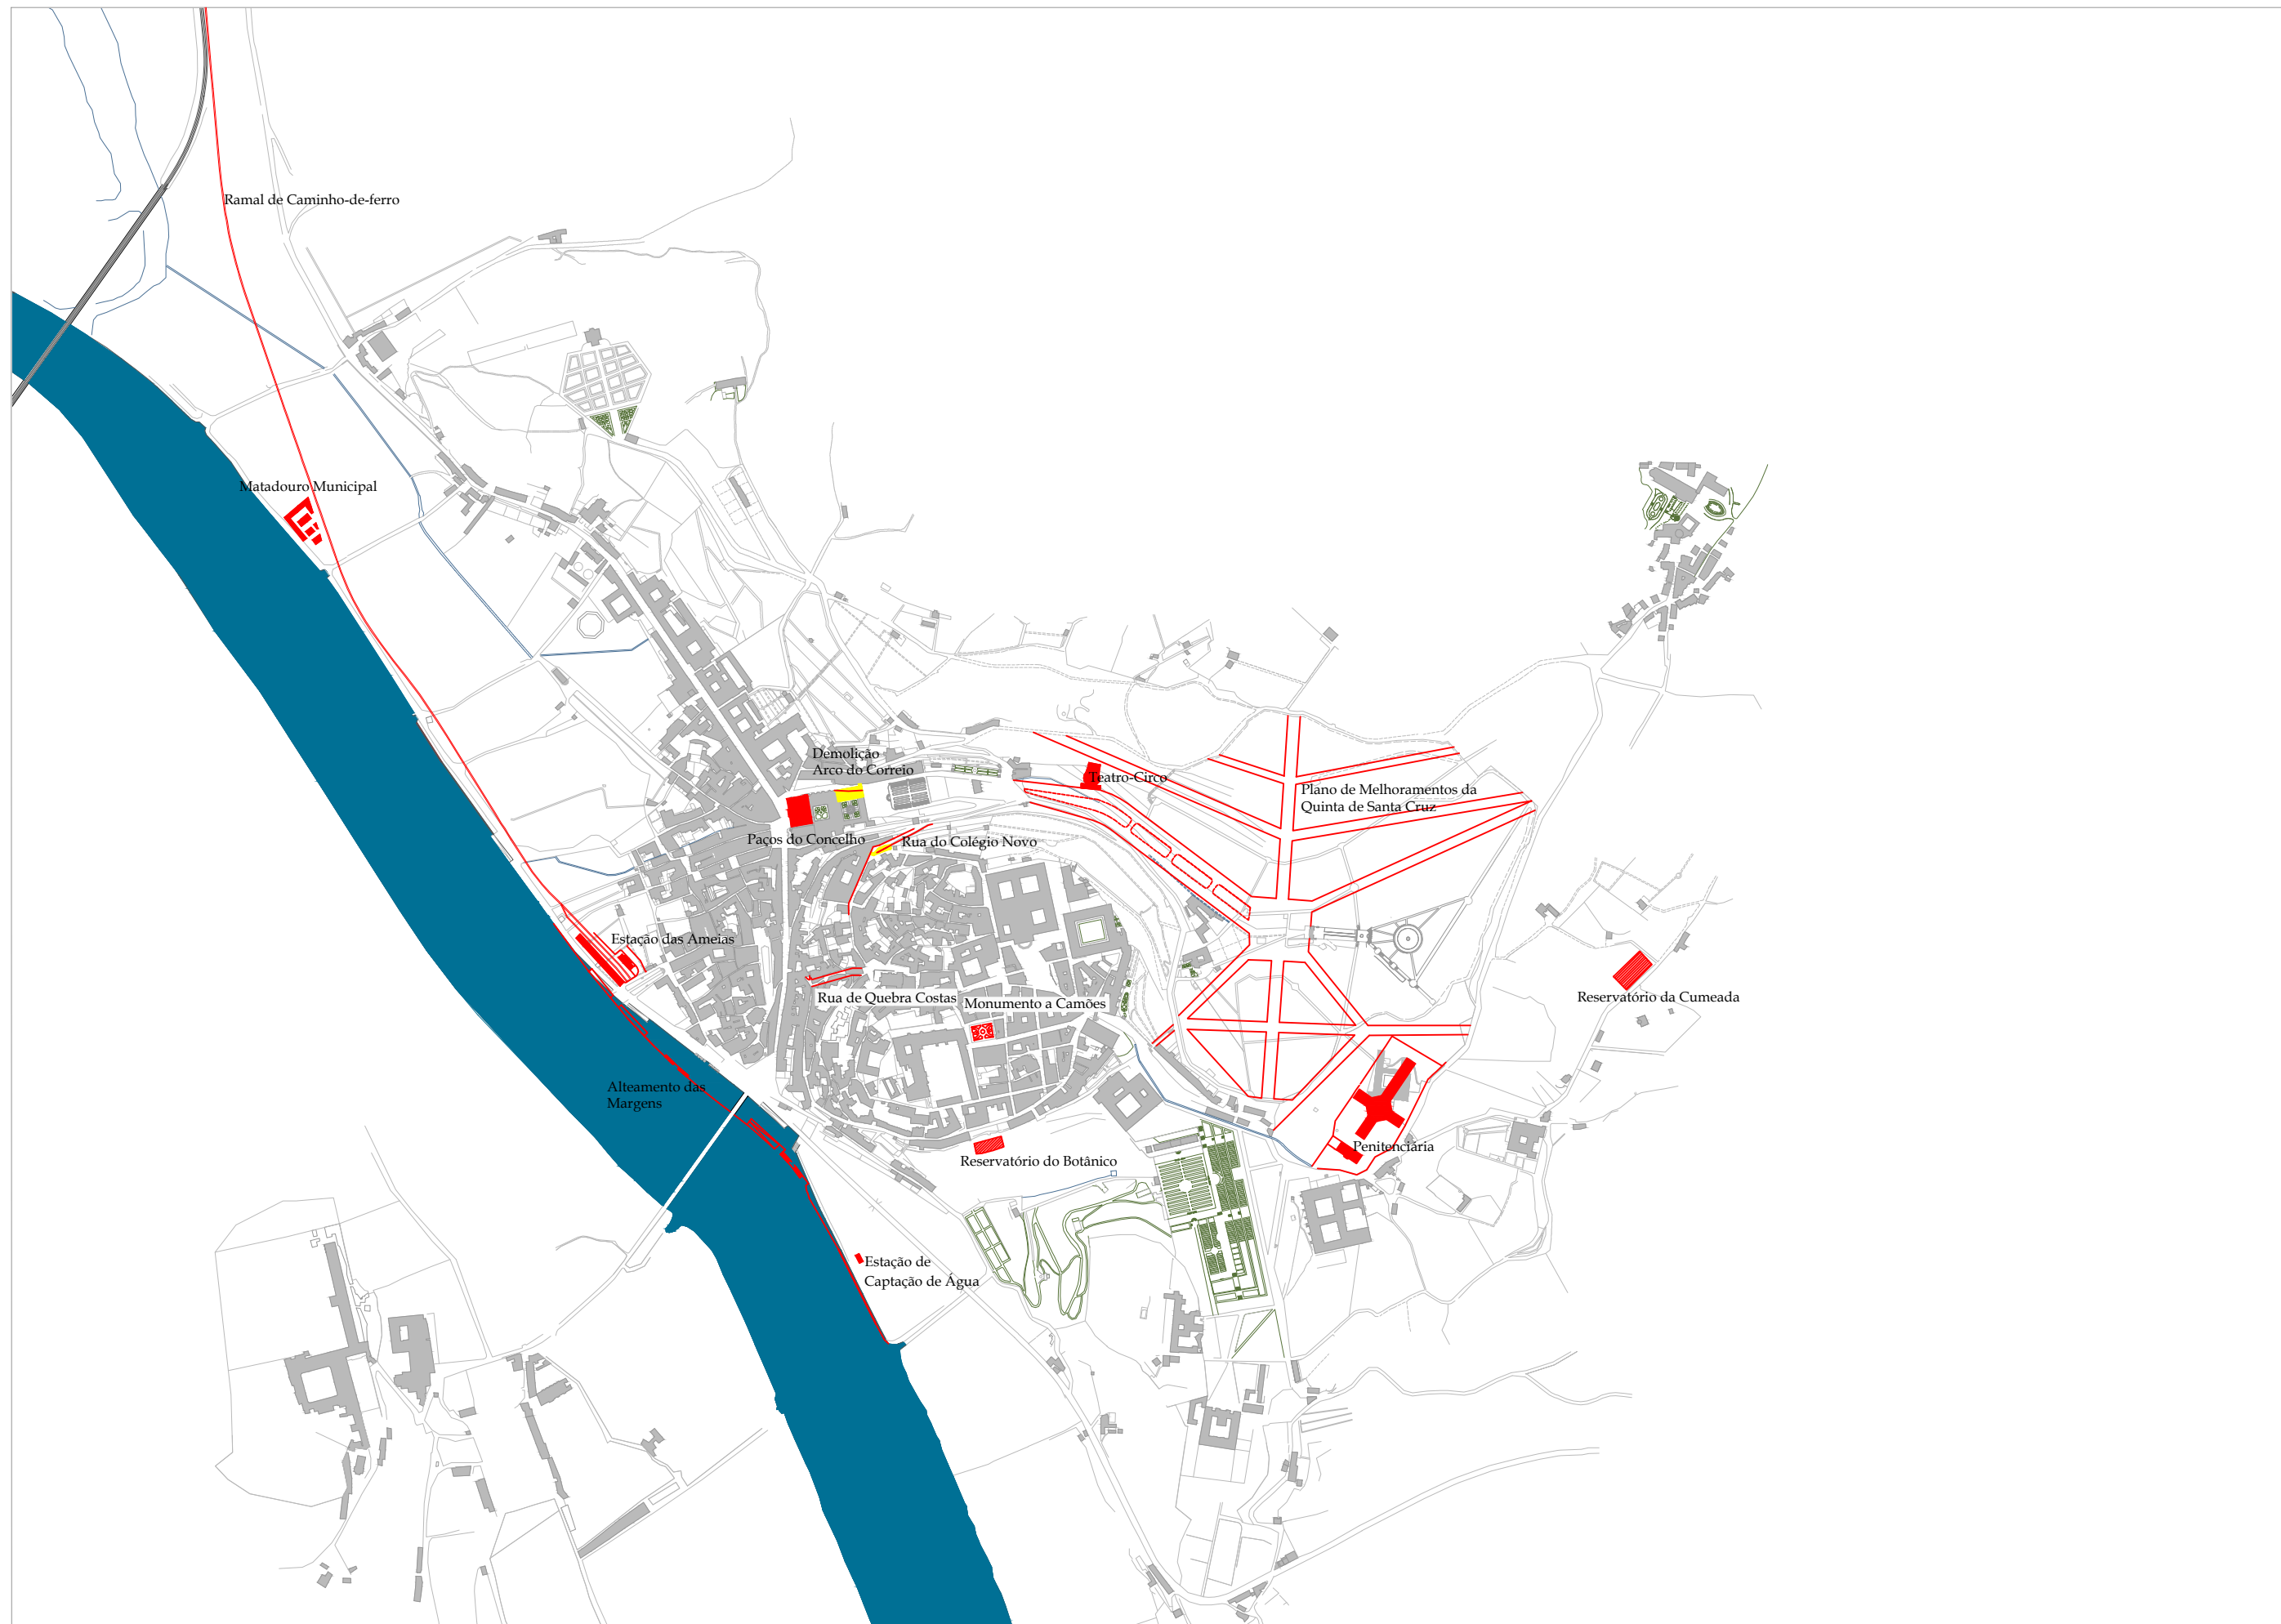 Ramal de Caminho-de-ferro
Matadouro Municipal
Demolição
Arco do Correio
Teatro-Circo
Plano de Melhoramentos da
Quinta de Santa Cruz
Paços do Concelho
Rua do Colégio Novo
Estação das Ameias
Rua de Quebra Costas
Monumento a Camões
Reservatório da Cumeada
Alteamento das
Margens
Penitenciária
Reservatório do Botânico
Estação de
Captação de Água